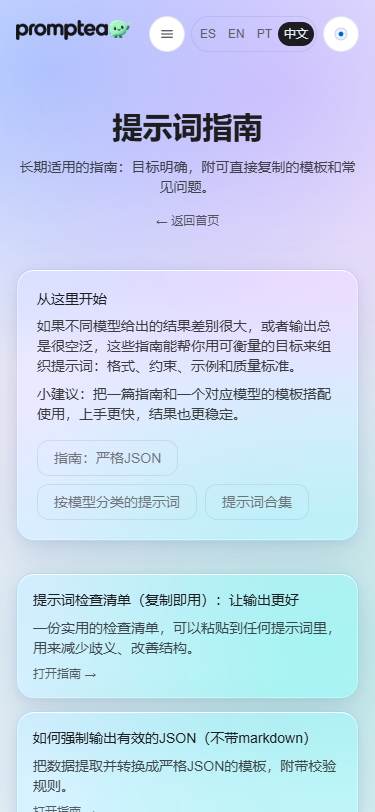 promptea
ES EN PT 中文
提示词指南
长期适用的指南：目标明确，附可直接复制的模板和常
见问题。
← 返回首页
从这里开始
如果不同模型给出的结果差别很大，或者输出总
是很空泛，这些指南能帮你用可衡量的目标来组
织提示词：格式、约束、示例和质量标准。
小建议：把一篇指南和一个对应模型的模板搭配
使用，上手更快，结果也更稳定。
指南：严格JSON
按模型分类的提示词 提示词合集
提示词检查清单（复制即用）：让输出更好
一份实用的检查清单，可以粘贴到任何提示词里，
用来减少歧义、改善结构。
打开指南 →
如何强制输出有效的JSON（不带markdown）
把数据提取并转换成严格JSON的模板，附带校验
规则。
打开指南 →